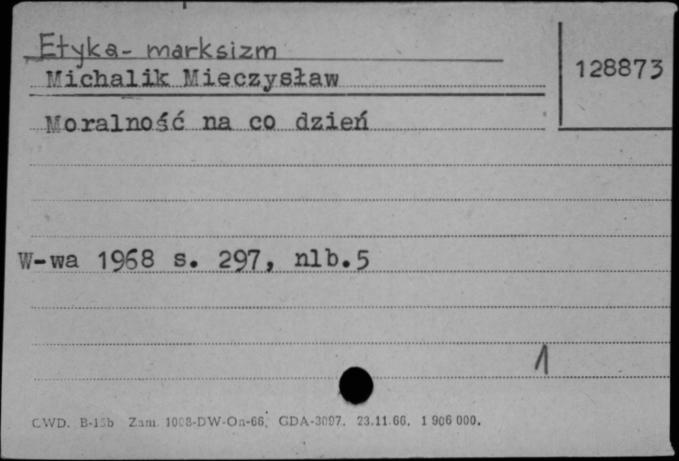 Etyka - marksizm
Michalik Mieczysław
128873
Moralność na co dzień
W-wa 1968 s. 297, nlb.5
1
CWD. B-15b Zam. 1008-DW-On-66, GDA-3097. 23.11.66. 1 906 000.